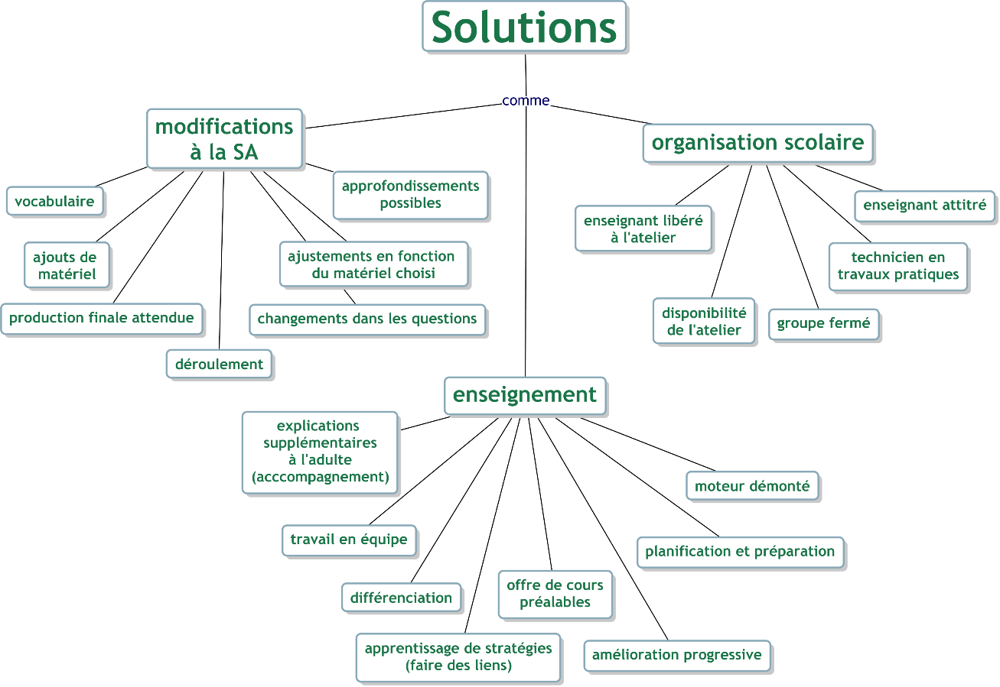 Solutions
comme
modifications
à la SA
organisation scolaire
vocabulaire
approfondissements
possibles
ajouts de
matériel
ajustements en fonction
du matériel choisi
production finale attendue
changements dans les questions
déroulement
enseignant libéré
à l'atelier
enseignant attitré
technicien en
travaux pratiques
disponibilité
de l'atelier
groupe fermé
enseignement
explications
supplémentaires
à l'adulte
(acccompagnement)
moteur démonté
travail en équipe
planification et préparation
différenciation
offre de cours
préalables
apprentissage de stratégies
(faire des liens)
amélioration progressive